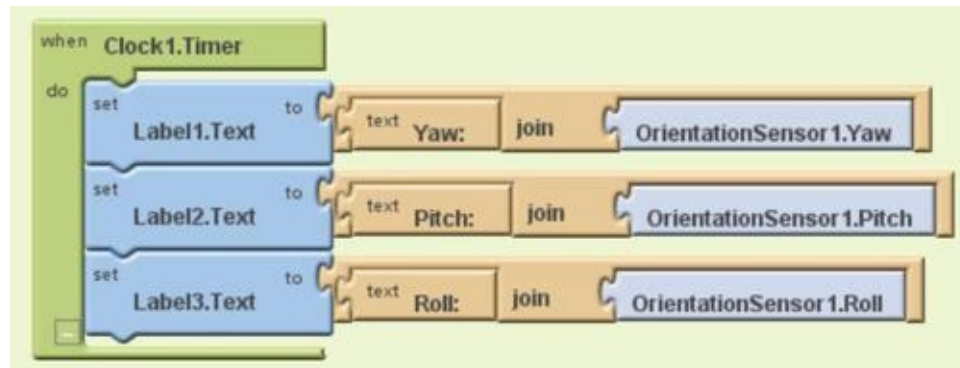 when Clock1.Timer
do
set Label1.Text to text Yaw: join OrientationSensor1.Yaw
set Label2.Text to text Pitch: join OrientationSensor1.Pitch
set Label3.Text to text Roll: join OrientationSensor1.Roll